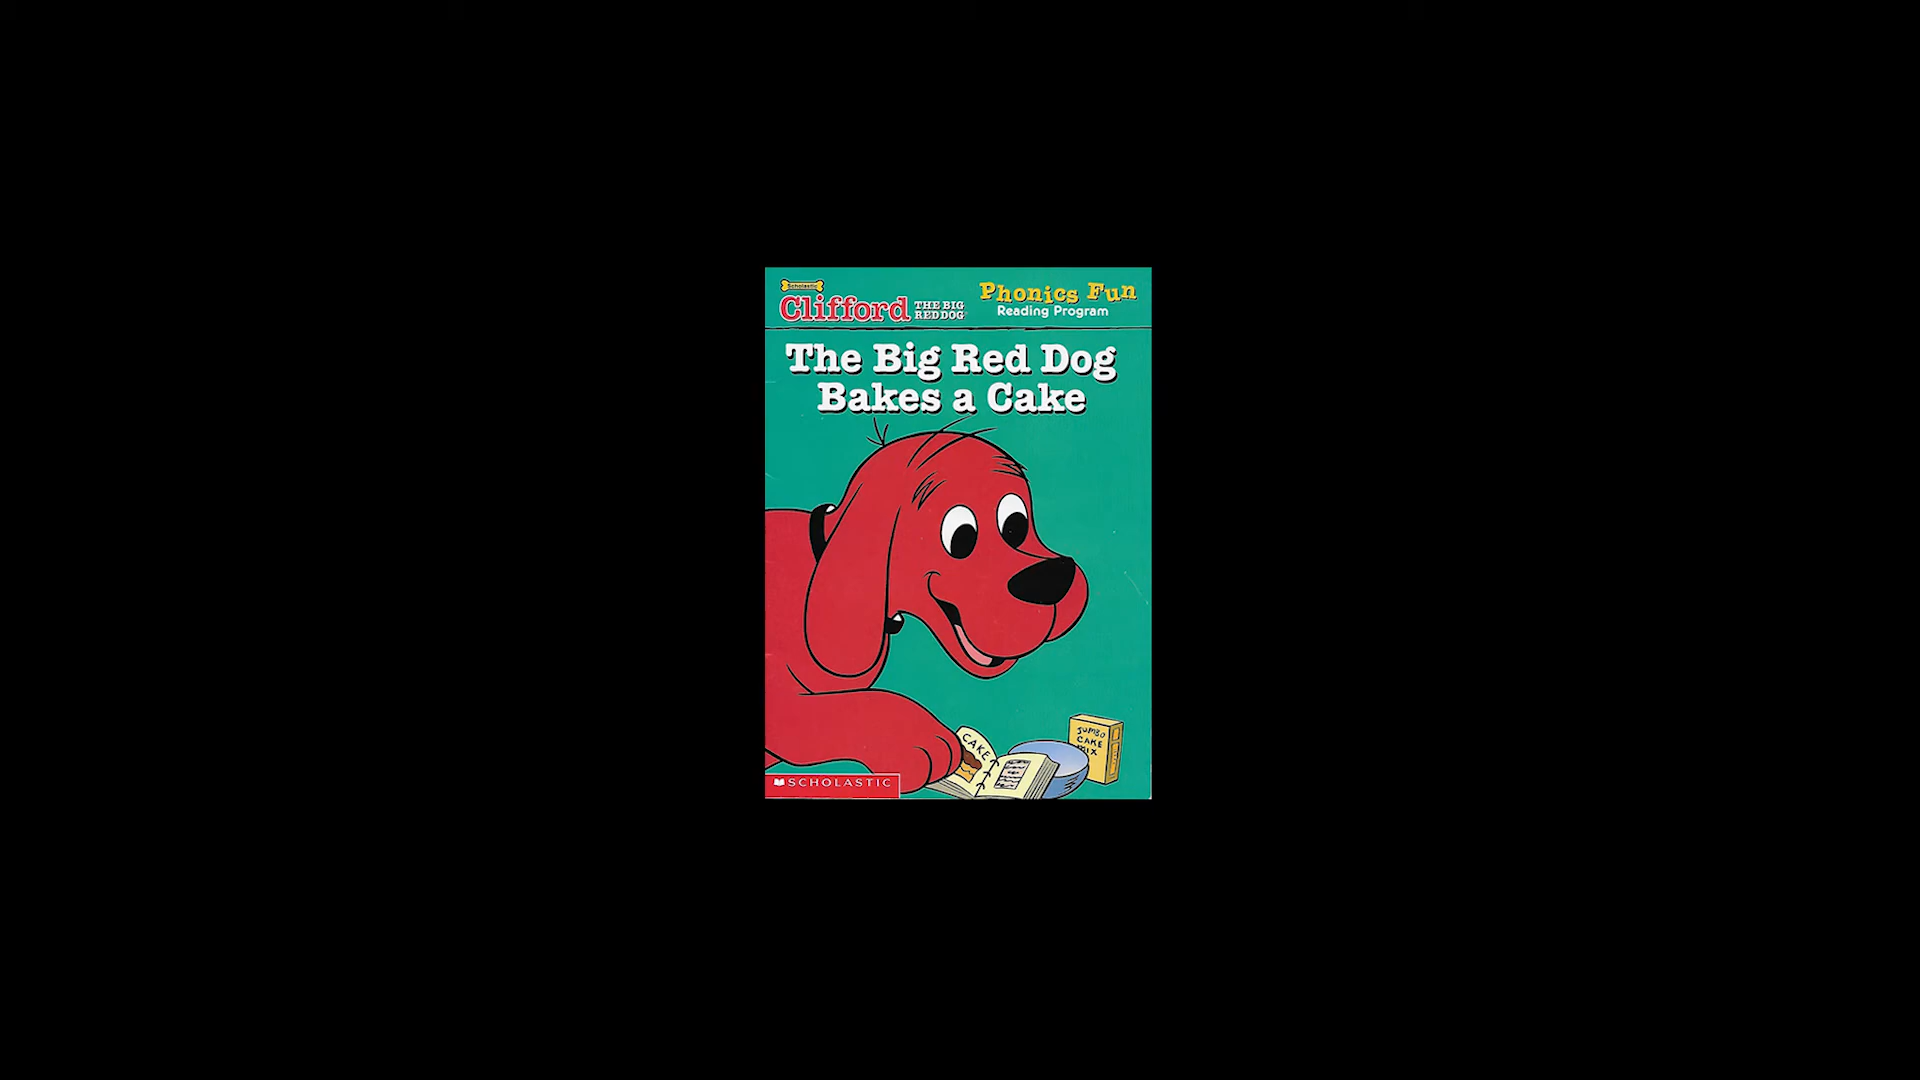 Scholastic
Clifford THE BIG RED DOG®
Phonics Fun
Reading Program
The Big Red Dog
Bakes a Cake
CAKE
JUMBO
CAKE
MIX
SCHOLASTIC